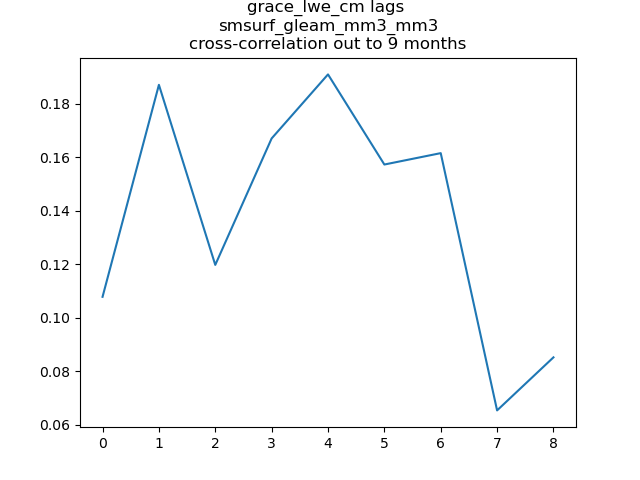 grace_lwe_cm lags
smsurf_gleam_mm3_mm3
cross-correlation out to 9 months
0.18
0.16
0.14
0.12
0.10
0.08
0.06
0 1 2 3 4 5 6 7 8